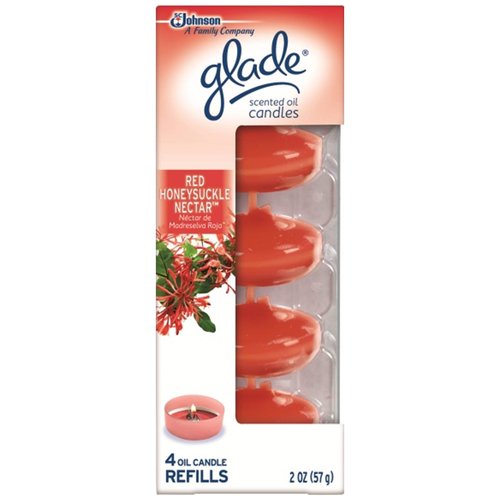 SC Johnson
A Family Company
glade®
scented oil
candles
RED
HONEYSUCKLE
NECTAR™
Néctar de
Madreselva Roja™
4 OIL CANDLE
REFILLS
2 OZ (57 g)